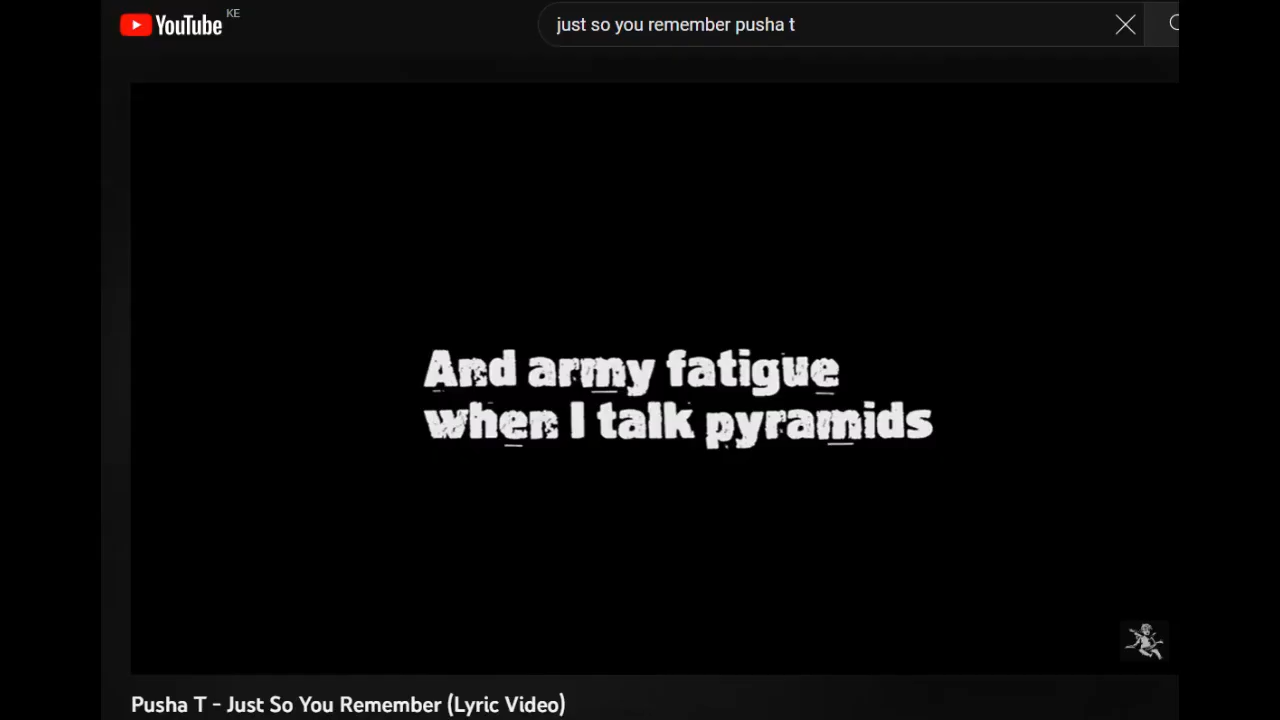 YouTube KE
just so you remember pusha t
And army fatigue
when I talk pyramids
Pusha T - Just So You Remember (Lyric Video)